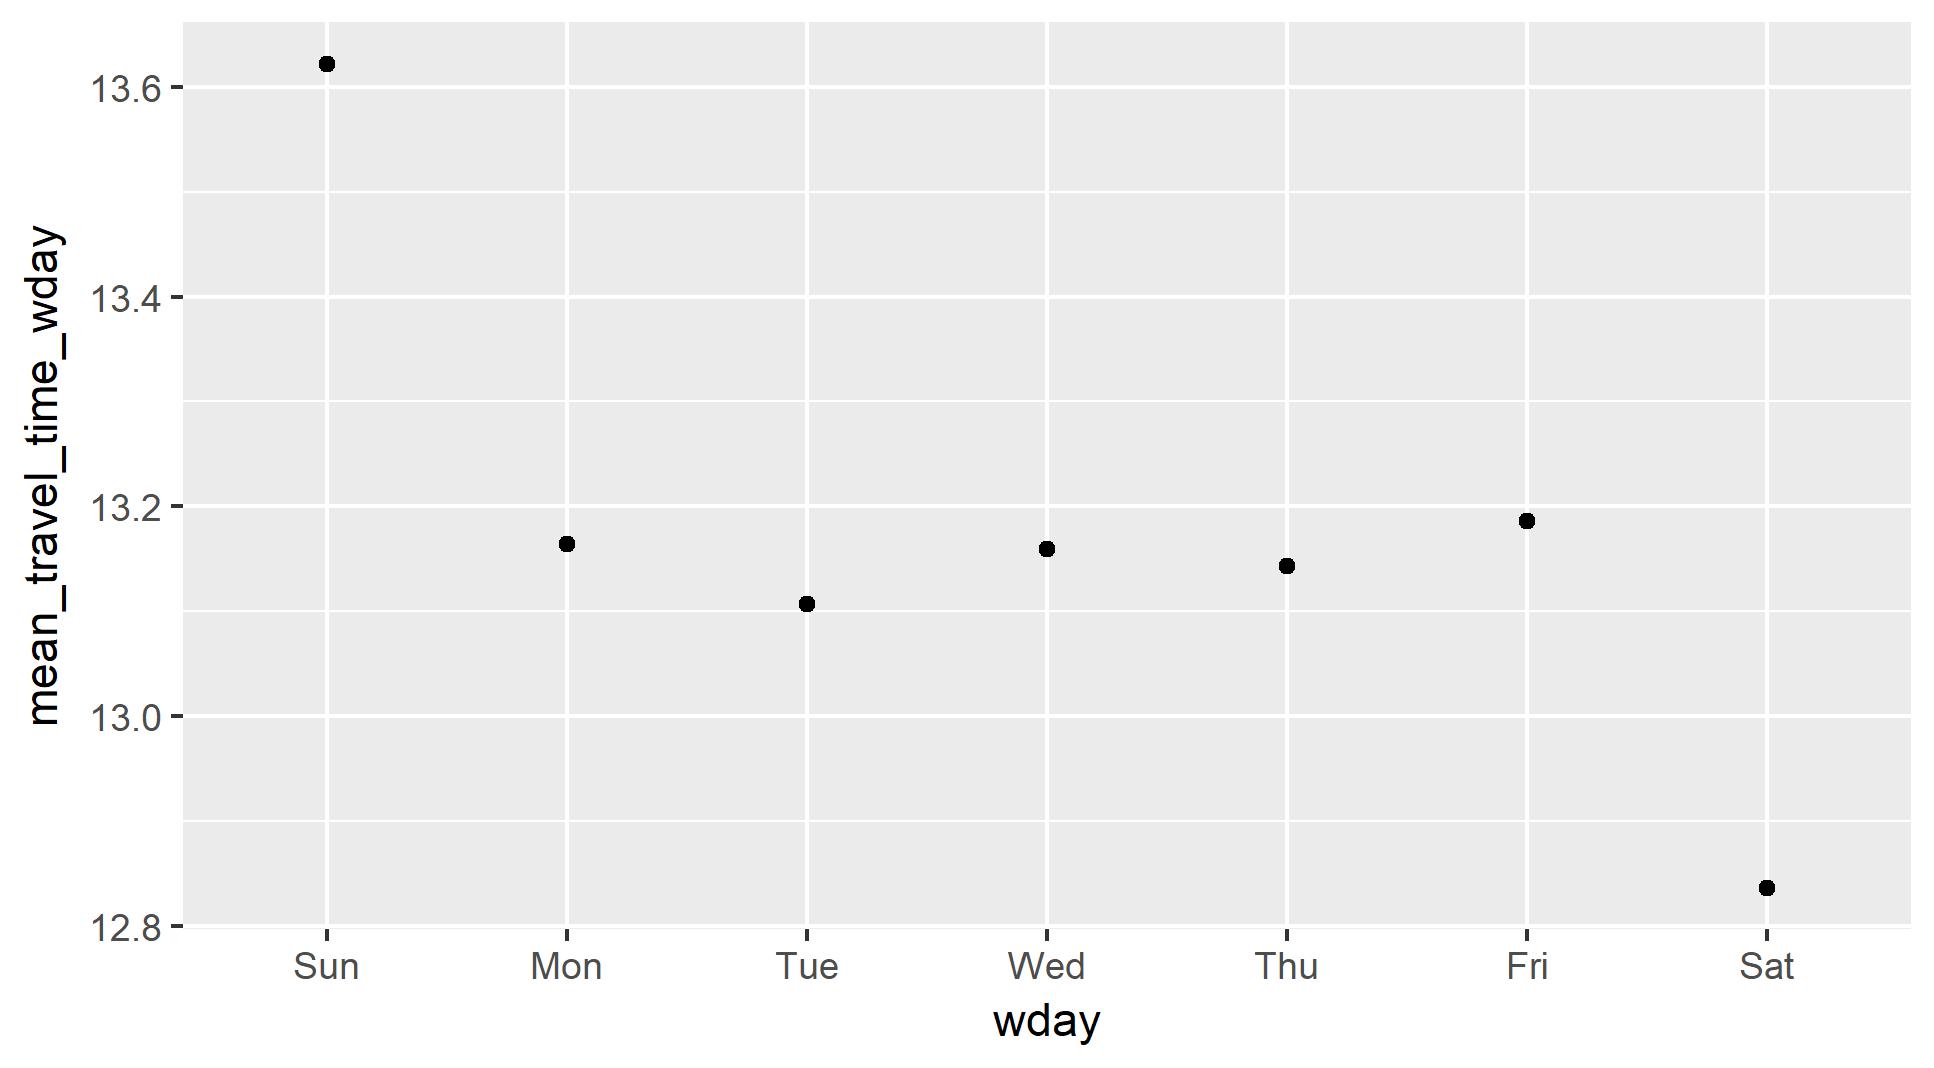 mean_travel_time_wday
13.6
13.4
13.2
13.0
12.8
Sun Mon Tue Wed Thu Fri Sat
wday